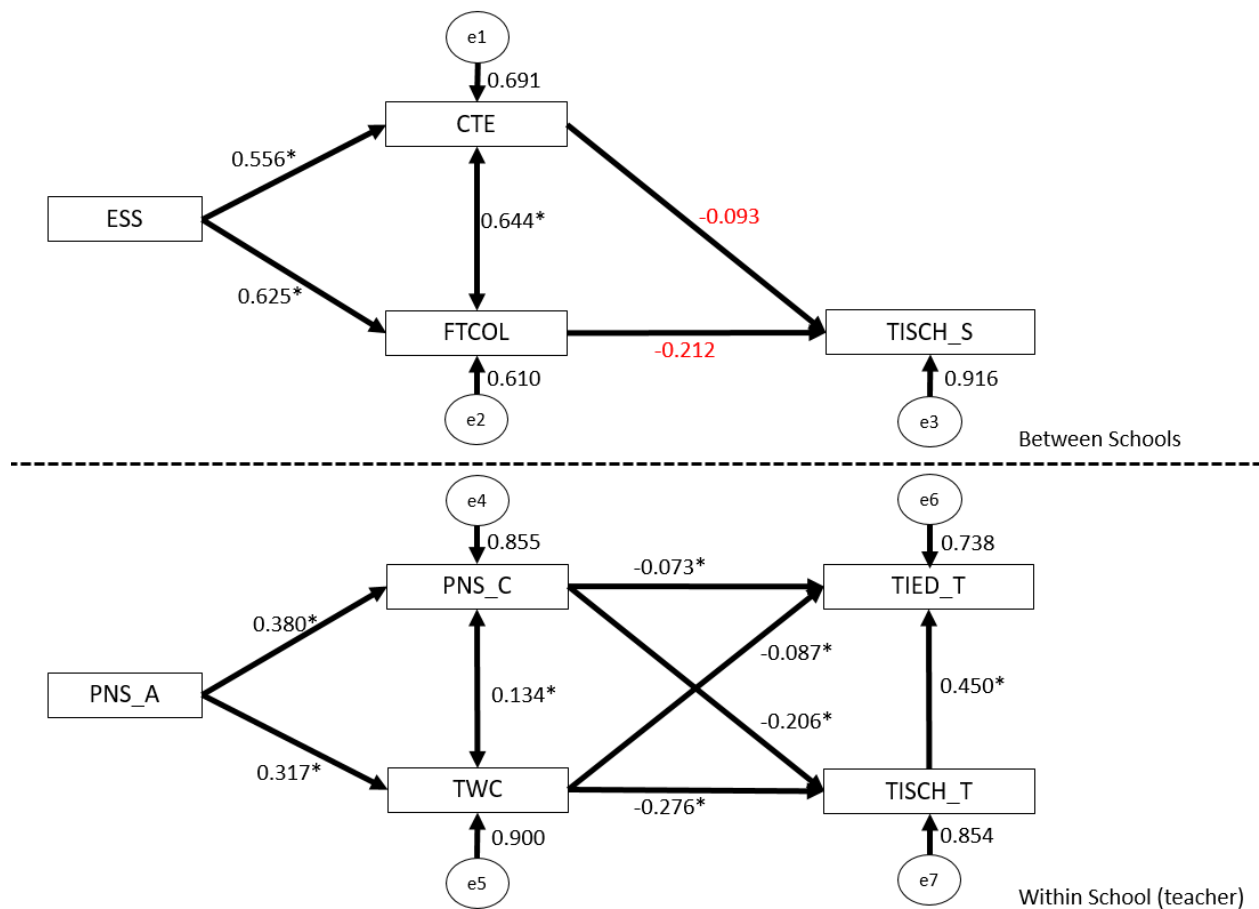 e1
0.691
CTE
0.556*
ESS
0.644*
-0.093
0.625*
FTCOL
-0.212
TISCH_S
0.610
0.916
e2
e3
Between Schools
e4
e6
0.855
0.738
PNS_C
-0.073*
TIED_T
0.380*
-0.087*
PNS_A
0.134*
0.450*
-0.206*
0.317*
TWC
-0.276*
TISCH_T
0.900
0.854
e5
e7
Within School (teacher)